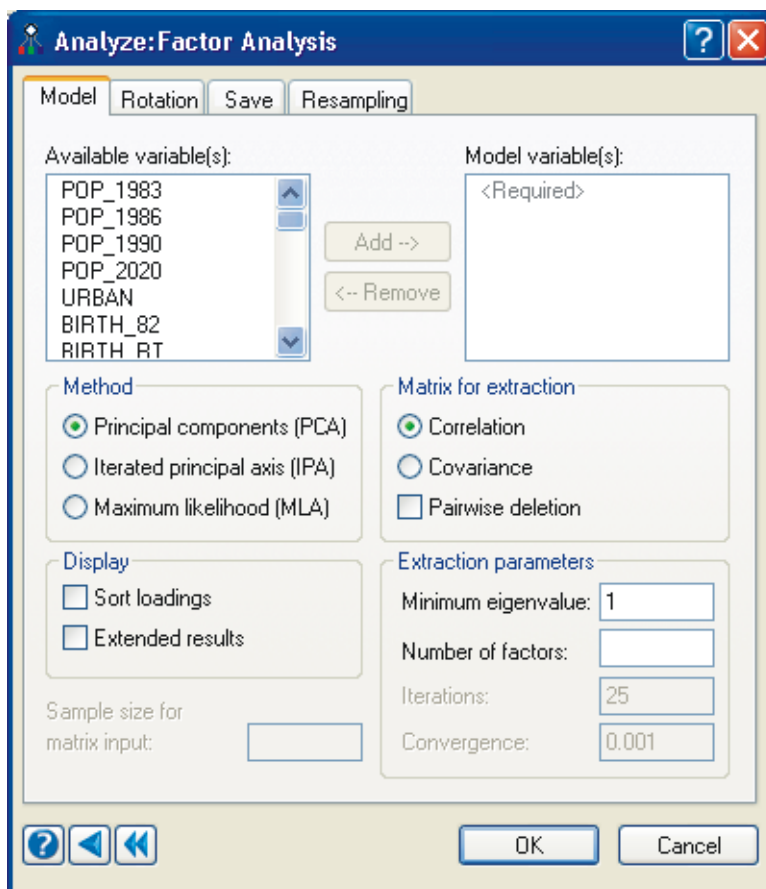 Analyze:Factor Analysis
Model Rotation Save Resampling
Available variable(s):
POP_1983
POP_1986
POP_1990
POP_2020
URBAN
BIRTH_82
BIRTH_RT
Add -->
<-- Remove
Model variable(s):
<Required>
Method
Principal components (PCA)
Iterated principal axis (IPA)
Maximum likelihood (MLA)
Matrix for extraction
Correlation
Covariance
Pairwise deletion
Display
Sort loadings
Extended results
Sample size for
matrix input:
Extraction parameters
Minimum eigenvalue: 1
Number of factors:
Iterations: 25
Convergence: 0.001
OK Cancel